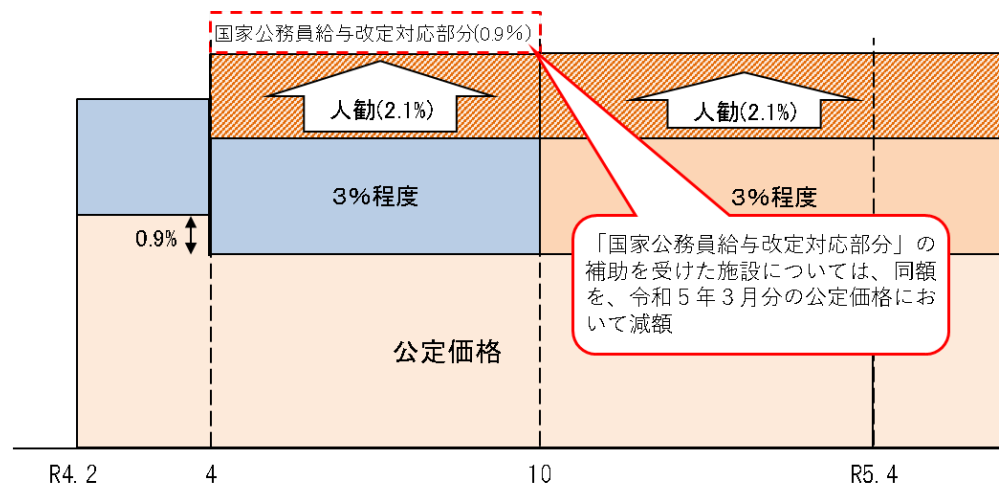 国家公務員給与改定対応部分(0.9%)
人勧(2.1%)
人勧(2.1%)
3%程度
3%程度
0.9%
「国家公務員給与改定対応部分」の
補助を受けた施設については、同額
を、令和５年３月分の公定価格にお
いて減額
公定価格
R4.2
4
10
R5.4